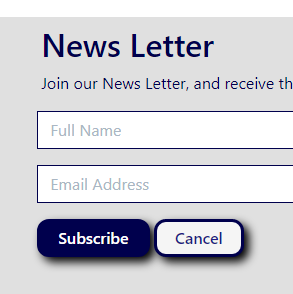 News Letter
Join our News Letter, and receive th
Full Name
Email Address
Subscribe Cancel